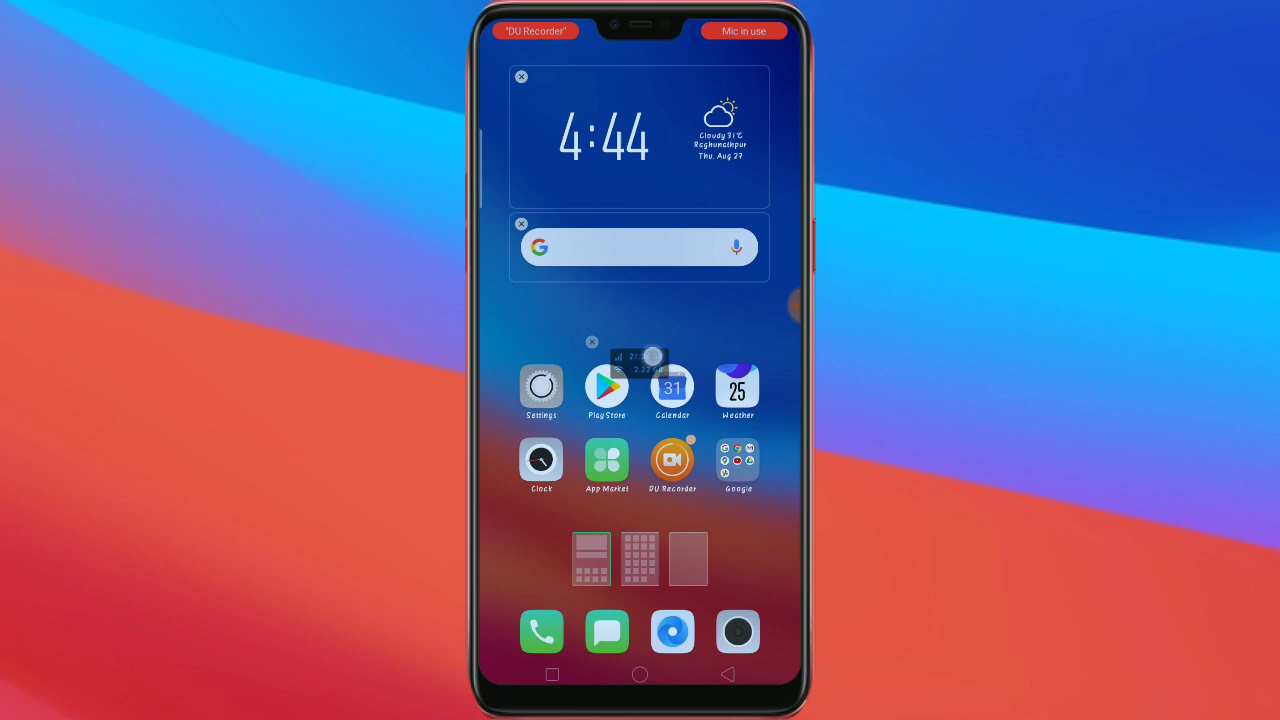 "DU Recorder"
Mic in use
4:44
Cloudy 31°C
Raghunathpur
Thu, Aug 27
31
25
Settings
Play Store
Calendar
Weather
Clock
App Market
DU Recorder
Google